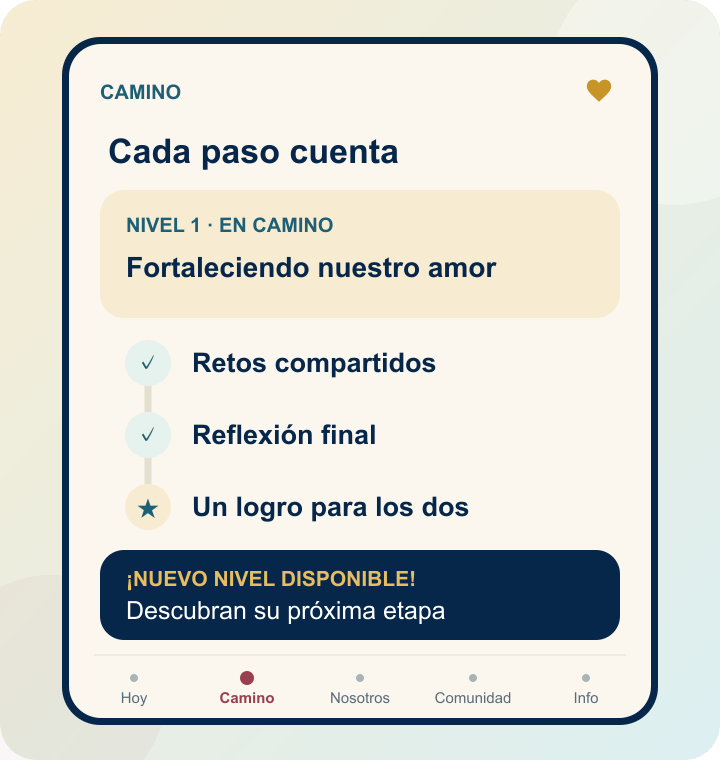 CAMINO
Cada paso cuenta
NIVEL 1 · EN CAMINO
Fortaleciendo nuestro amor
Retos compartidos
Reflexión final
Un logro para los dos
¡NUEVO NIVEL DISPONIBLE!
Descubran su próxima etapa
Hoy Camino Nosotros Comunidad Info